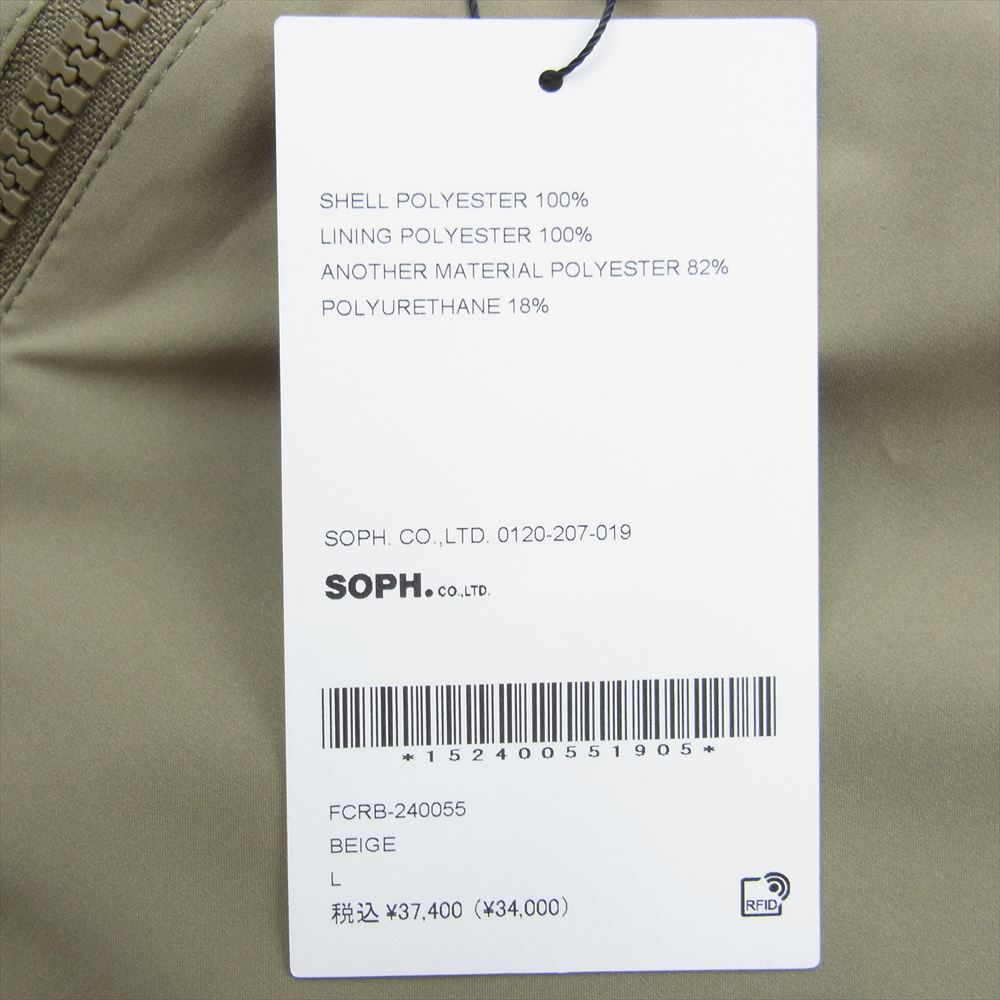 SHELL POLYESTER 100%
LINING POLYESTER 100%
ANOTHER MATERIAL POLYESTER 82%
POLYURETHANE 18%
SOPH. CO.,LTD. 0120-207-019
SOPH. CO.,LTD.
*152400551905*
FCRB-240055
BEIGE
L
税込 ¥37,400 (¥34,000)
RFID